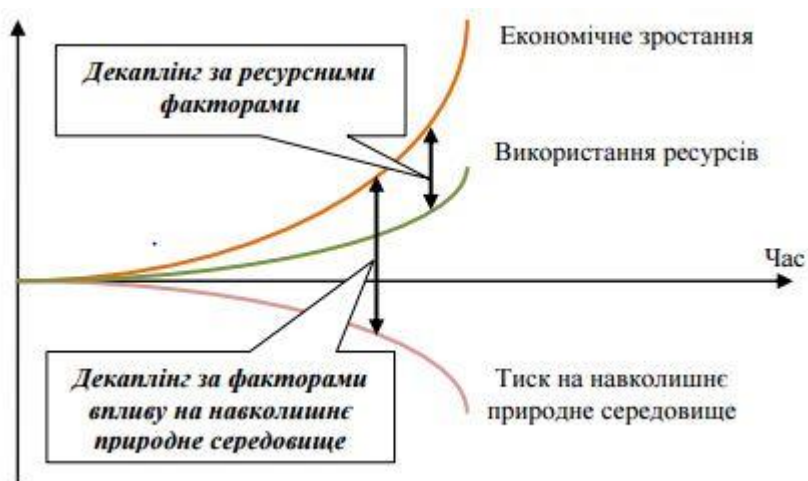 Економічне зростання
Декаплінг за ресурсними
факторами
Використання ресурсів
Час
Декаплінг за факторами
впливу на навколишнє
природне середовище
Тиск на навколишнє
природне середовище